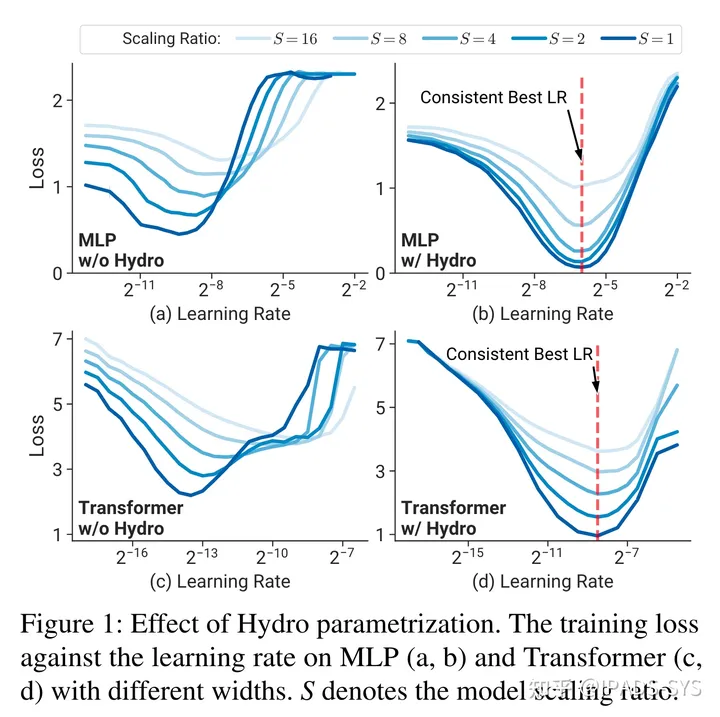 Scaling Ratio: S = 16 S = 8 S = 4 S = 2 S = 1
Loss
2
1
0
MLP
w/o Hydro
2⁻¹¹ 2⁻⁸ 2⁻⁵ 2⁻²
(a) Learning Rate
2
1
0
Consistent Best LR
MLP
w/ Hydro
2⁻⁸ 2⁻⁵ 2⁻²
2⁻¹¹
(b) Learning Rate
Loss
7
5
3
1
Transformer
w/o Hydro
2⁻¹⁶ 2⁻¹³ 2⁻¹⁰ 2⁻⁷
(c) Learning Rate
7
5
3
1
Consistent Best LR
Transformer
w/ Hydro
2⁻¹⁵ 2⁻¹¹ 2⁻⁷
(d) Learning Rate
Figure 1: Effect of Hydro parametrization. The training loss
against the learning rate on MLP (a, b) and Transformer (c,
d) with different widths. S denotes the model scaling ratio.
知乎 @IPADS-SYS